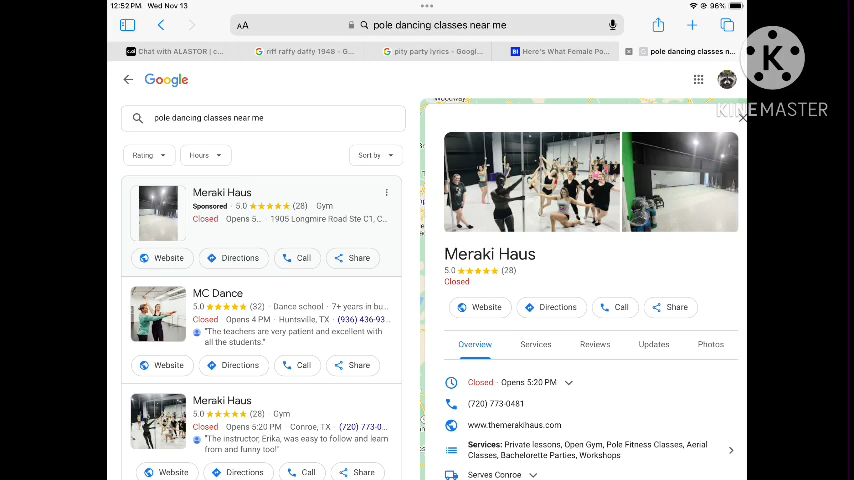 12:52 PM Wed Nov 13
96%
AA
pole dancing classes near me
Chat with ALASTOR | c...
riff raffy daffy 1948 - G...
pity party lyrics - Googl...
Here's What Female Po...
pole dancing classes n...
KINEMASTER
Google
pole dancing classes near me
Rating
Hours
Sort by
Meraki Haus
Sponsored 5.0 (28) Gym
Closed Opens 5... · 1905 Longmire Road Ste C1, C...
Website
Directions
Call
Share
MC Dance
5.0 (32) · Dance school · 7+ years in bu...
Closed · Opens 4 PM · Huntsville, TX · (936) 436-93...
"The teachers are very patient and excellent with
all the students."
Website
Directions
Call
Share
Meraki Haus
5.0 (28) · Gym
Closed · Opens 5:20 PM · Conroe, TX · (720) 773-0...
"The instructor, Erika, was easy to follow and learn
from and funny too!"
Website
Directions
Call
Share
Meraki Haus
5.0 (28)
Closed
Website
Directions
Call
Share
Overview
Services
Reviews
Updates
Photos
Closed · Opens 5:20 PM
(720) 773-0481
www.themerakihaus.com
Services: Private lessons, Open Gym, Pole Fitness Classes, Aerial
Classes, Bachelorette Parties, Workshops
Serves Conroe